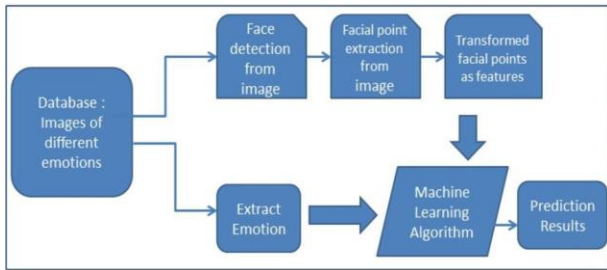 Database :
Images of
different
emotions
Face
detection
from
image
Facial point
extraction
from
image
Transformed
facial points
as features
Extract
Emotion
Machine
Learning
Algorithm
Prediction
Results